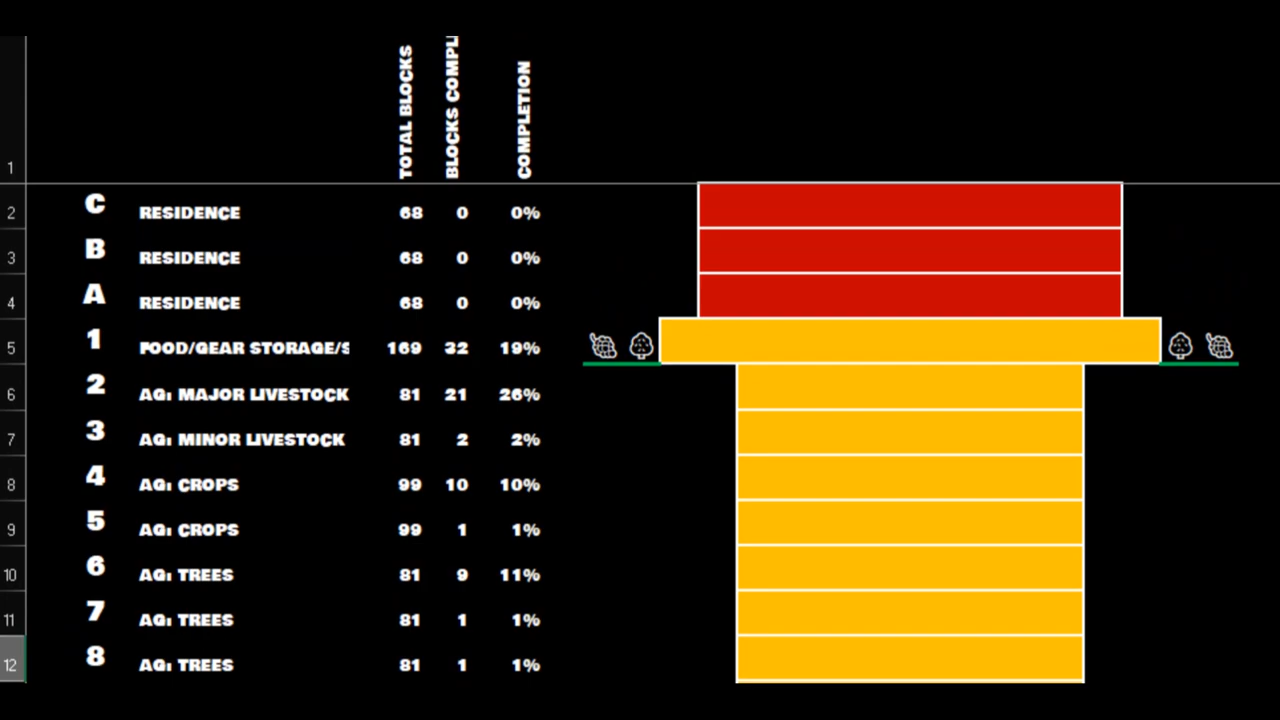 TOTAL BLOCKS
BLOCKS COMPL
COMPLETION
1
2 C RESIDENCE 68 0 0%
3 B RESIDENCE 68 0 0%
4 A RESIDENCE 68 0 0%
5 1 FOOD/GEAR STORAGE/S 169 32 19%
6 2 AG: MAJOR LIVESTOCK 81 21 26%
7 3 AG: MINOR LIVESTOCK 81 2 2%
8 4 AG: CROPS 99 10 10%
9 5 AG: CROPS 99 1 1%
10 6 AG: TREES 81 9 11%
11 7 AG: TREES 81 1 1%
12 8 AG: TREES 81 1 1%